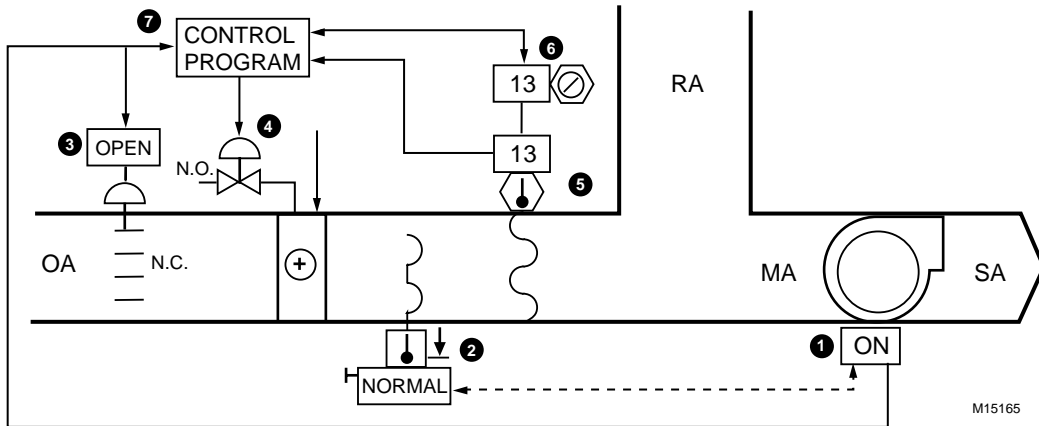 7
CONTROL
PROGRAM
6
13
RA
3
OPEN
4
N.O.
13
5
OA
N.C.
+
MA
SA
2
1
ON
NORMAL
M15165